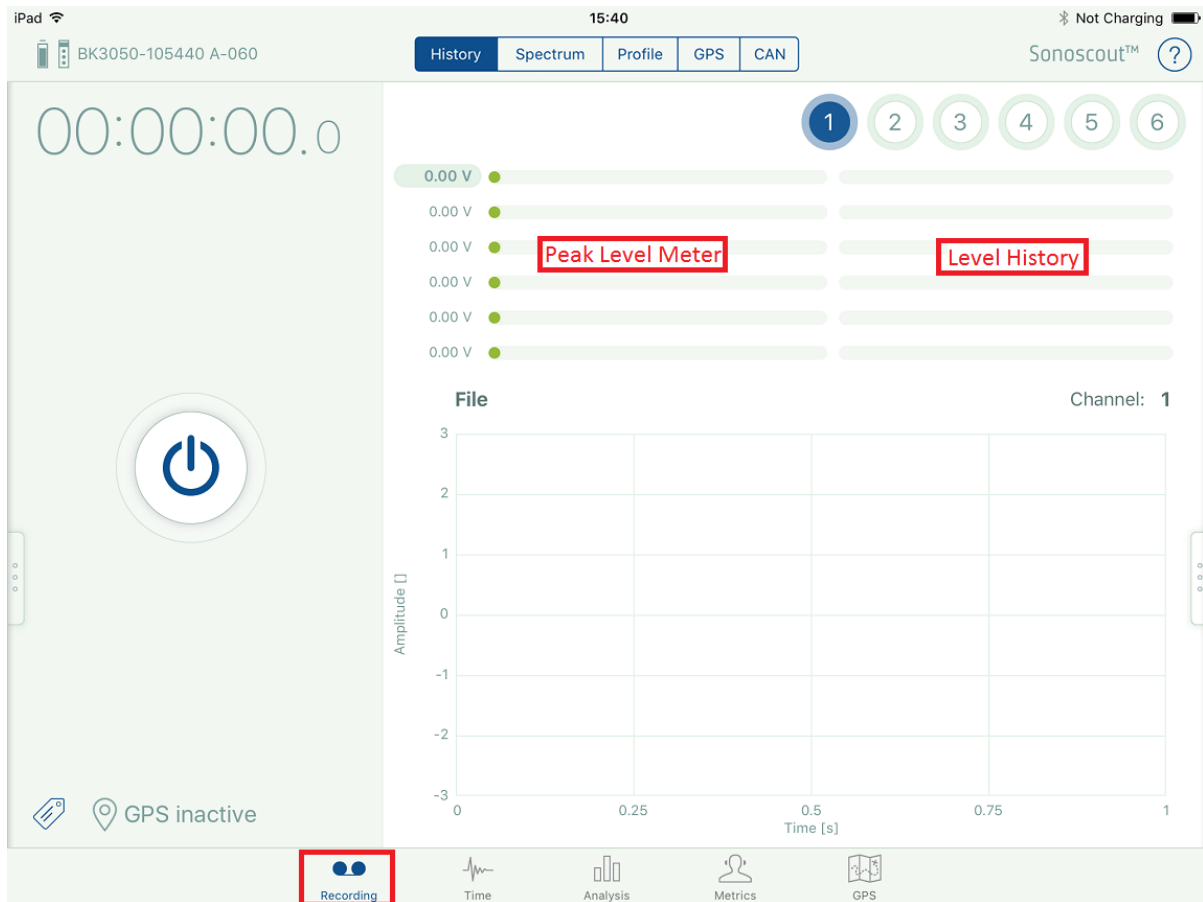 iPad 15:40 Not Charging
BK3050-105440 A-060 History Spectrum Profile GPS CAN Sonoscout™ ?
00:00:00.0
1 2 3 4 5 6
0.00 V
0.00 V
0.00 V
Peak Level Meter Level History
0.00 V
0.00 V
0.00 V
File Channel: 1
3
2
1
0
-1
-2
-3
Amplitude []
0 0.25 0.5 0.75 1
Time [s]
GPS inactive
Recording Time Analysis Metrics GPS